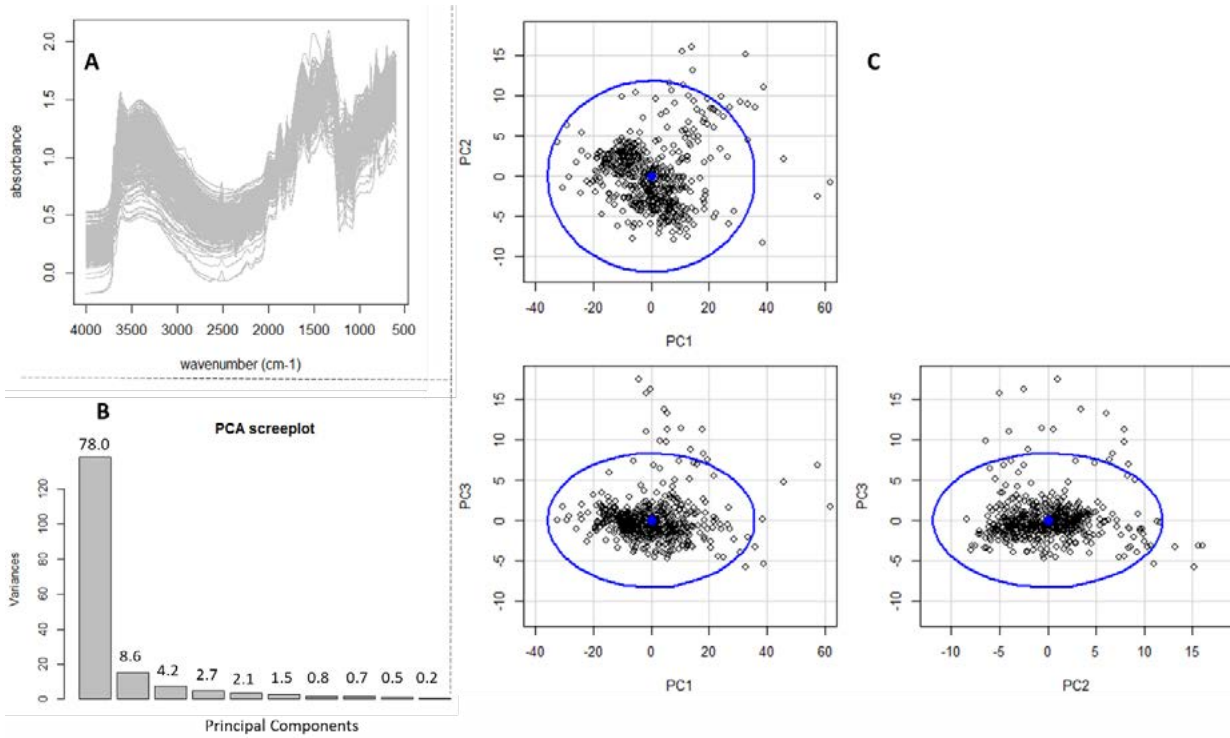 A
absorbance
2.0
1.5
1.0
0.5
0.0
4000 3500 3000 2500 2000 1500 1000 500
wavenumber (cm-1)
B
PCA screeplot
78.0
8.6 4.2 2.7 2.1 1.5 0.8 0.7 0.5 0.2
Variances
120
80
60
40
20
0
Principal Components
C
PC2
15
10
5
0
-5
-10
-40 -20 0 20 40 60
PC1
PC3
15
10
5
0
-5
-10
-40 -20 0 20 40 60
PC1
PC3
15
10
5
0
-5
-10
-10 -5 0 5 10 15
PC2